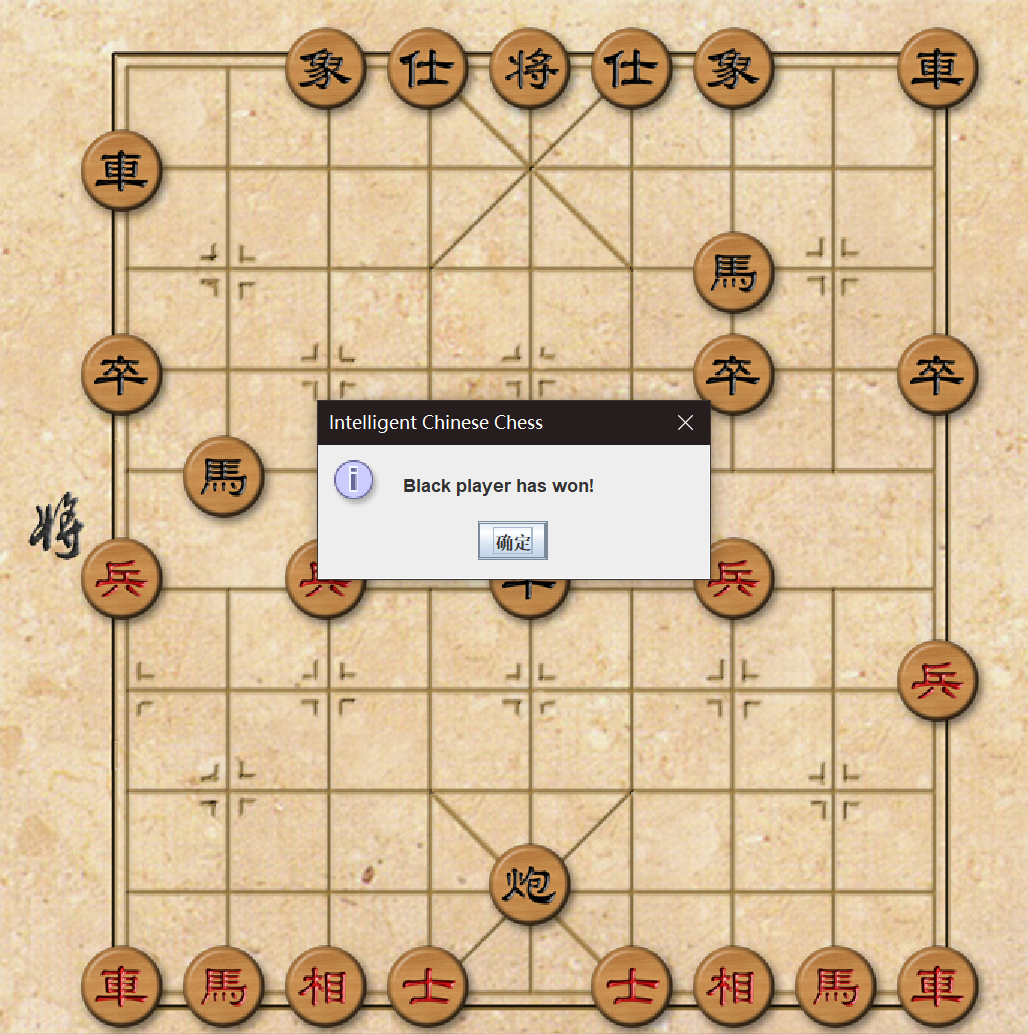 象 仕 将 仕 象 車
車
馬
卒 卒 卒
Intelligent Chinese Chess
馬
Black player has won!
将
确定
兵 兵 卒 兵
兵
炮
車 馬 相 士 士 相 馬 車